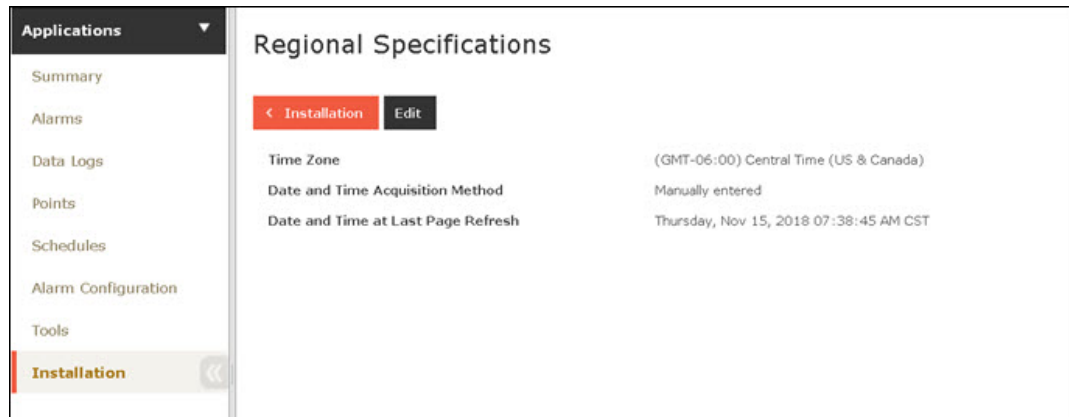 Applications
Summary
Alarms
Data Logs
Points
Schedules
Alarm Configuration
Tools
Installation
Regional Specifications
< Installation Edit
Time Zone (GMT-06:00) Central Time (US & Canada)
Date and Time Acquisition Method Manually entered
Date and Time at Last Page Refresh Thursday, Nov 15, 2018 07:38:45 AM CST